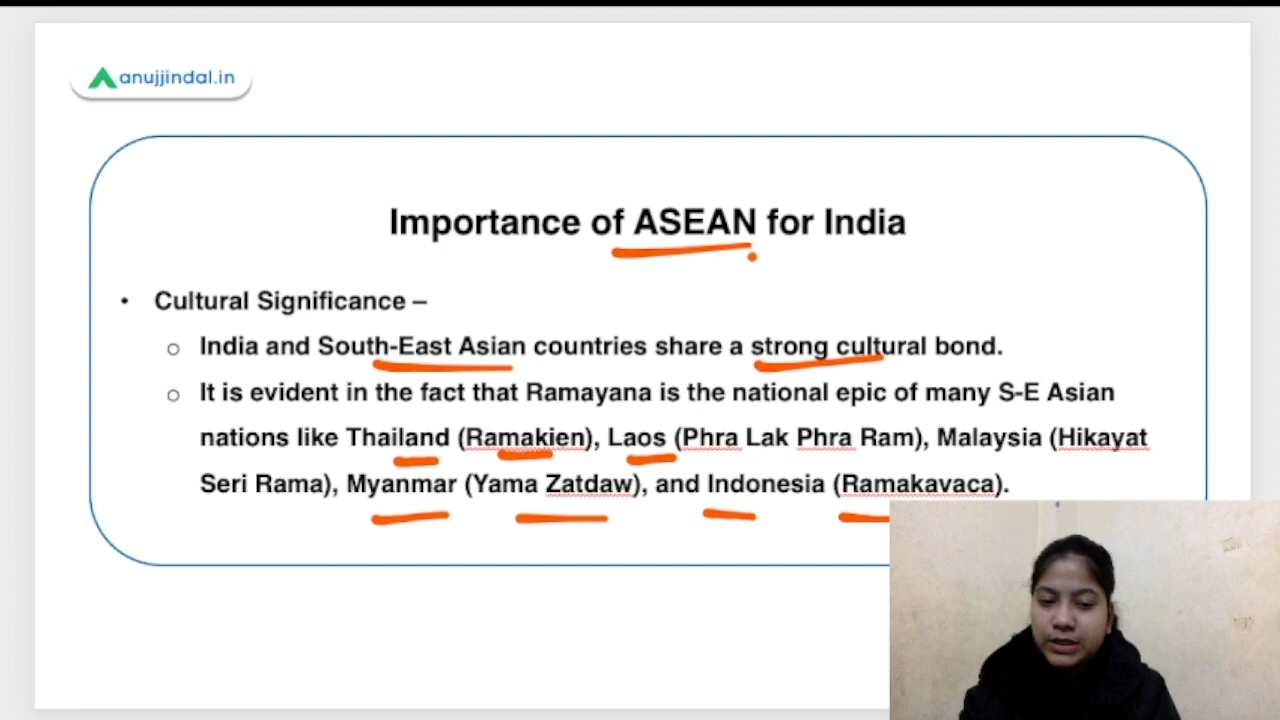 anujjindal.in
Importance of ASEAN for India
• Cultural Significance –
o India and South-East Asian countries share a strong cultural bond.
o It is evident in the fact that Ramayana is the national epic of many S-E Asian
nations like Thailand (Ramakien), Laos (Phra Lak Phra Ram), Malaysia (Hikayat
Seri Rama), Myanmar (Yama Zatdaw), and Indonesia (Ramakavaca).